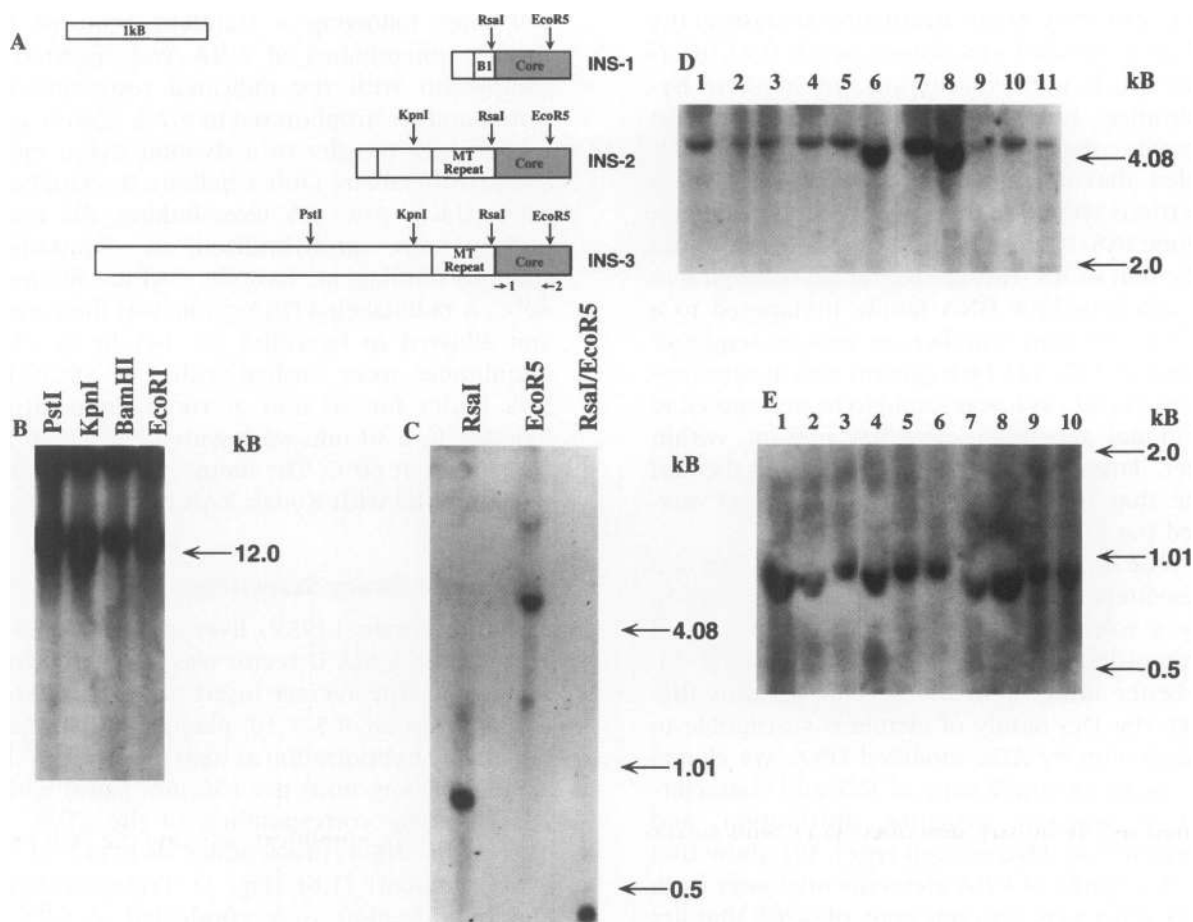 A
1kB
RsaI EcoR5
B1 Core INS-1
KpnI RsaI EcoR5
MT Repeat Core INS-2
PstI KpnI RsaI EcoR5
MT Repeat Core INS-3
1 2
B
PstI
KpnI
BamHI
EcoRI
kB
12.0
C
RsaI
EcoR5
RsaI/EcoR5
kB
4.08
1.01
0.5
D
1 2 3 4 5 6 7 8 9 10 11 kB
4.08
2.0
E
1 2 3 4 5 6 7 8 9 10 kB
2.0
1.01
0.5